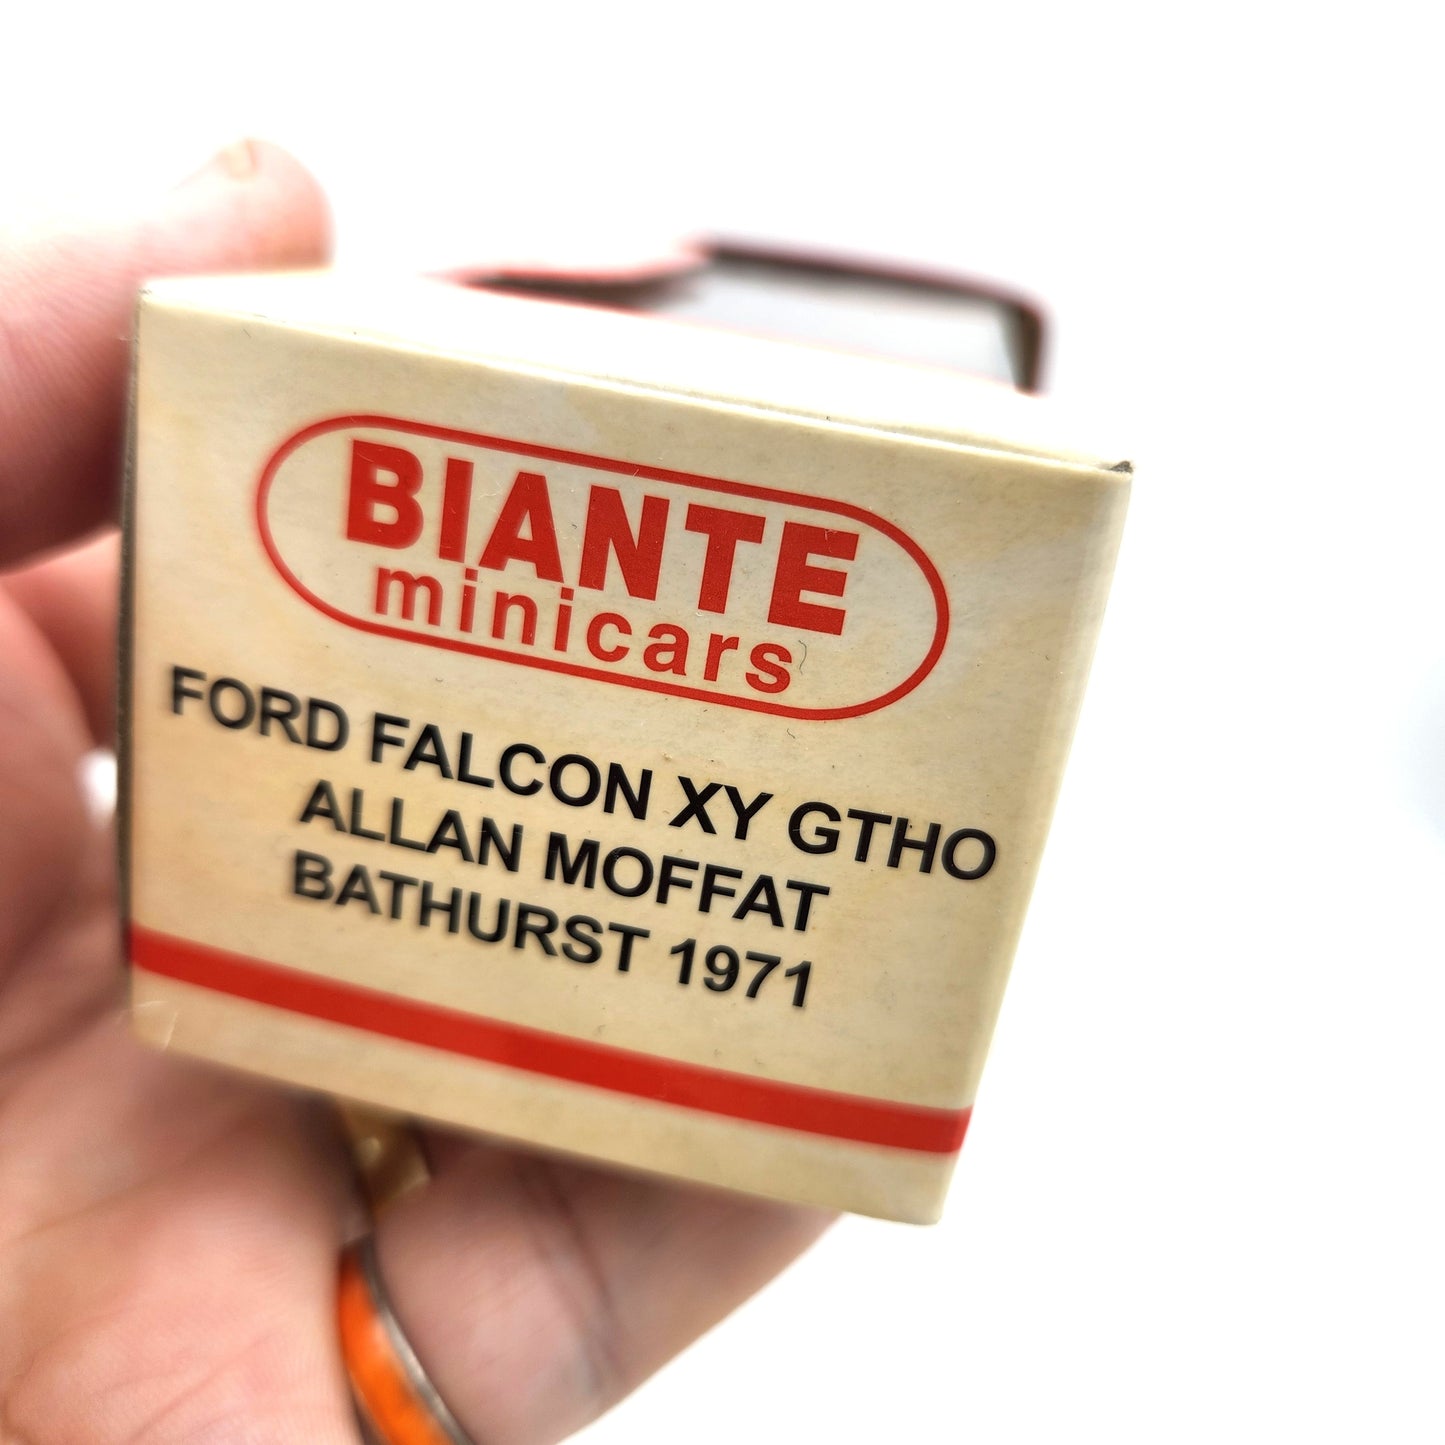 BIANTE
minicars
FORD FALCON XY GTHO
ALLAN MOFFAT
BATHURST 1971